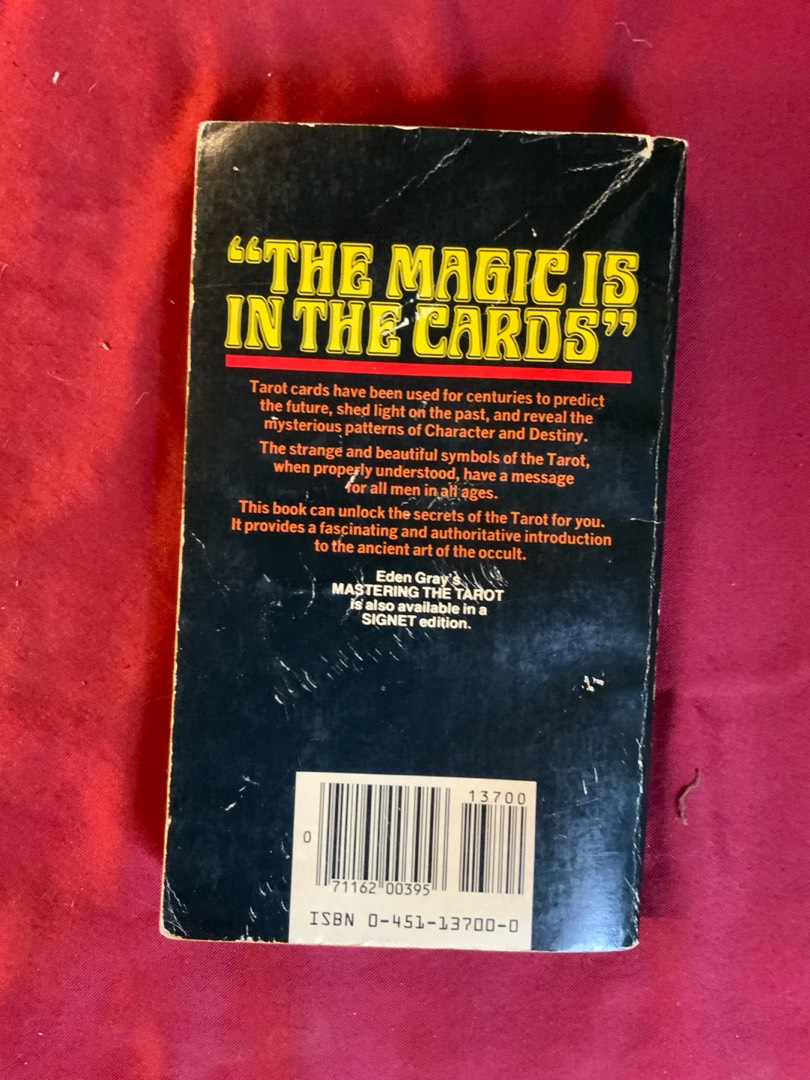 “THE MAGIC IS
IN THE CARDS”
Tarot cards have been used for centuries to predict
the future, shed light on the past, and reveal the
mysterious patterns of Character and Destiny.
The strange and beautiful symbols of the Tarot,
when properly understood, have a message
for all men in all ages.
This book can unlock the secrets of the Tarot for you.
It provides a fascinating and authoritative introduction
to the ancient art of the occult.
Eden Gray's
MASTERING THE TAROT
is also available in a
SIGNET edition.
13700
0
71162 00395
ISBN 0-451-13700-0